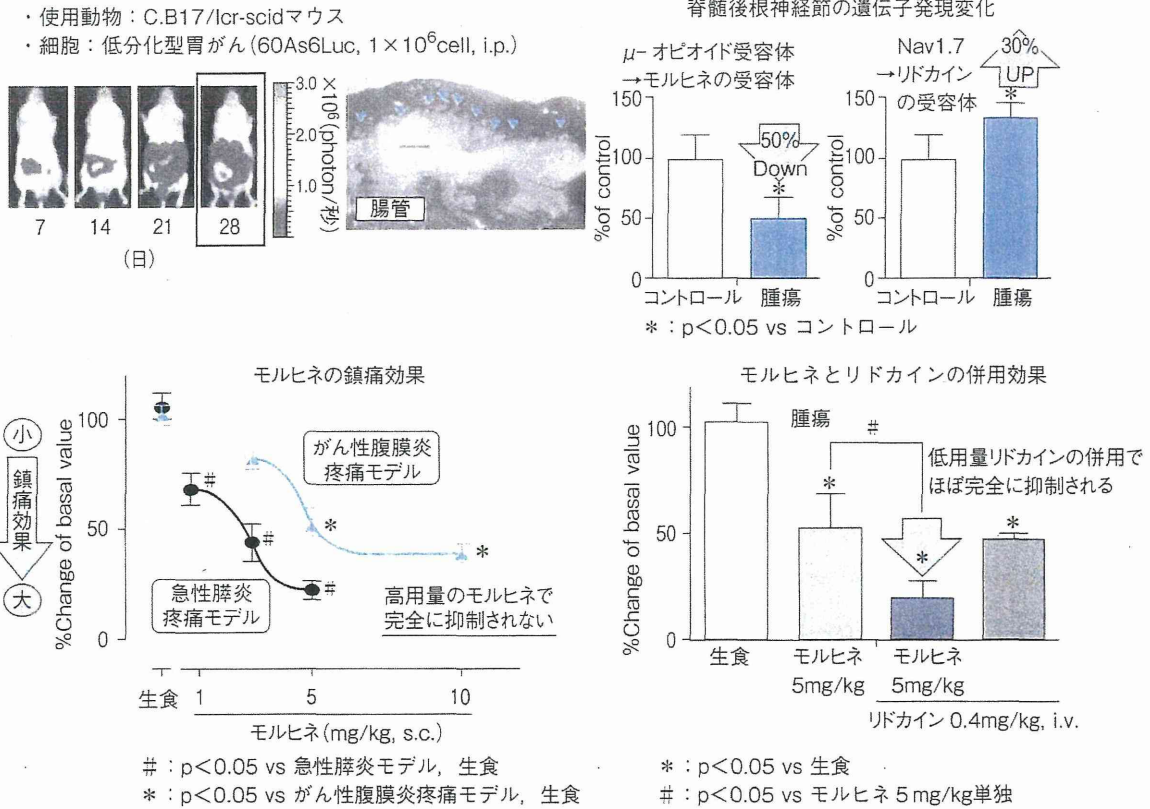 ・使用動物：C.B17/Icr-scidマウス
・細胞：低分化型胃がん(60As6Luc, 1×10⁶cell, i.p.)
7
14
21
28
(日)
3.0
2.0
1.0
×10⁶(photon/秒)
腸管
脊髄後根神経節の遺伝子発現変化
μ-オピオイド受容体
→モルヒネの受容体
%of control
150
100
50
0
50%
Down
*
コントロール
腫瘍
Nav1.7
→リドカイン
の受容体
%of control
150
100
50
0
30%
UP
*
コントロール
腫瘍
*：p<0.05 vs コントロール
モルヒネの鎮痛効果
小
鎮痛効果
大
%Change of basal value
100
50
0
#
#
#
*
*
がん性腹膜炎
疼痛モデル
急性膵炎
疼痛モデル
高用量のモルヒネで
完全に抑制されない
生食
1
5
10
モルヒネ(mg/kg, s.c.)
#：p<0.05 vs 急性膵炎モデル，生食
*：p<0.05 vs がん性腹膜炎疼痛モデル，生食
モルヒネとリドカインの併用効果
%Change of basal value
100
50
0
腫瘍
#
低用量リドカインの併用で
ほぼ完全に抑制される
*
*
*
生食
モルヒネ
5mg/kg
モルヒネ
5mg/kg
リドカイン 0.4mg/kg, i.v.
*：p<0.05 vs 生食
#：p<0.05 vs モルヒネ5mg/kg単独